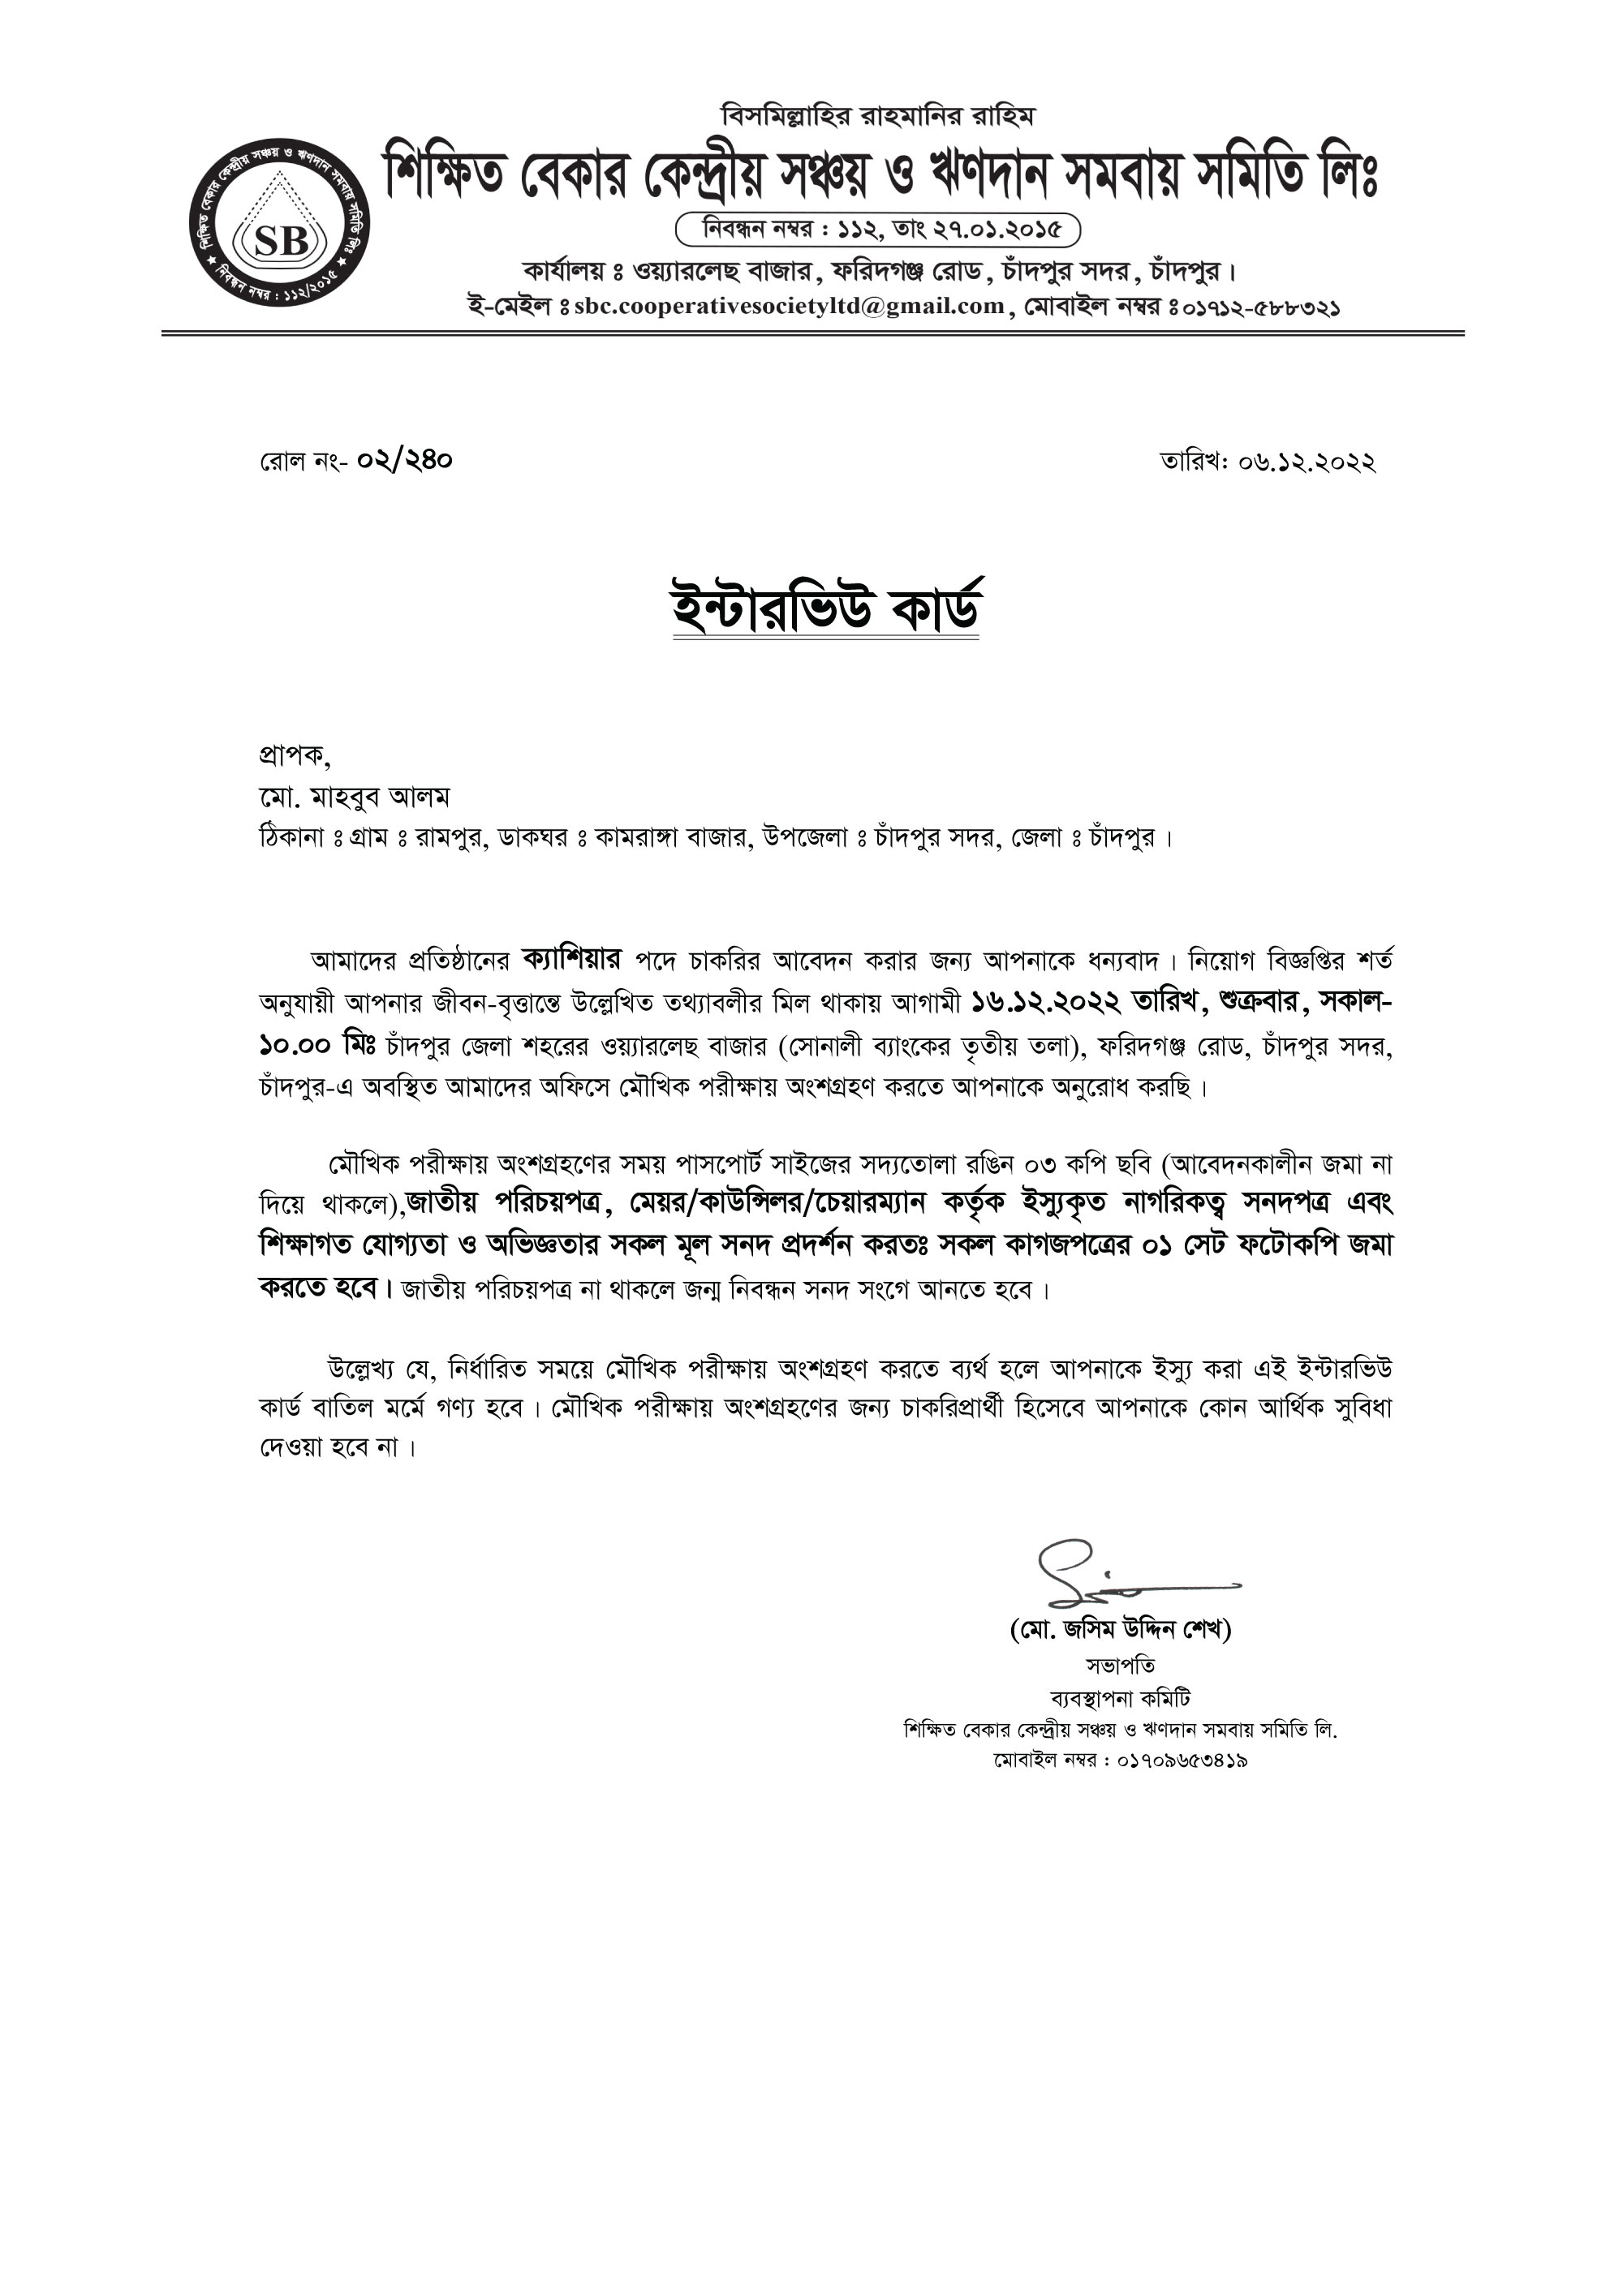 বিসমিল্লাহির রাহমানির রাহিম
শিক্ষিত বেকার কেন্দ্রীয় সঞ্চয় ও ঋণদান সমবায় সমিতি লিঃ
নিবন্ধন নম্বর : ১১২, তাং ২৭.০১.২০১৫
কার্যালয় ঃ ওয়্যারলেছ বাজার, ফরিদগঞ্জ রোড, চাঁদপুর সদর, চাঁদপুর।
ই-মেইল ঃ sbc.cooperativesocietyltd@gmail.com, মোবাইল নম্বর ঃ ০১৭১২-৫৮৮৩২১
শিক্ষিত বেকার কেন্দ্রীয় সঞ্চয় ও ঋণদান সমবায় সমিতি লিঃ
SB
★ নিবন্ধন নম্বর : ১১২/২০১৫ ★
রোল নং- ০২/২৪০
তারিখ: ০৬.১২.২০২২
ইন্টারভিউ কার্ড
প্রাপক,
মো. মাহবুব আলম
ঠিকানা ঃ গ্রাম ঃ রামপুর, ডাকঘর ঃ কামরাঙ্গা বাজার, উপজেলা ঃ চাঁদপুর সদর, জেলা ঃ চাঁদপুর।
আমাদের প্রতিষ্ঠানের ক্যাশিয়ার পদে চাকরির আবেদন করার জন্য আপনাকে ধন্যবাদ। নিয়োগ বিজ্ঞপ্তির শর্ত
অনুযায়ী আপনার জীবন-বৃত্তান্তে উল্লেখিত তথ্যাবলীর মিল থাকায় আগামী ১৬.১২.২০২২ তারিখ, শুক্রবার, সকাল-
১০.০০ মিঃ চাঁদপুর জেলা শহরের ওয়্যারলেছ বাজার (সোনালী ব্যাংকের তৃতীয় তলা), ফরিদগঞ্জ রোড, চাঁদপুর সদর,
চাঁদপুর-এ অবস্থিত আমাদের অফিসে মৌখিক পরীক্ষায় অংশগ্রহণ করতে আপনাকে অনুরোধ করছি।
মৌখিক পরীক্ষায় অংশগ্রহণের সময় পাসপোর্ট সাইজের সদ্যতোলা রঙিন ০৩ কপি ছবি (আবেদনকালীন জমা না
দিয়ে থাকলে),জাতীয় পরিচয়পত্র, মেয়র/কাউন্সিলর/চেয়ারম্যান কর্তৃক ইস্যুকৃত নাগরিকত্ব সনদপত্র এবং
শিক্ষাগত যোগ্যতা ও অভিজ্ঞতার সকল মূল সনদ প্রদর্শন করতঃ সকল কাগজপত্রের ০১ সেট ফটোকপি জমা
করতে হবে। জাতীয় পরিচয়পত্র না থাকলে জন্ম নিবন্ধন সনদ সংগে আনতে হবে।
উল্লেখ্য যে, নির্ধারিত সময়ে মৌখিক পরীক্ষায় অংশগ্রহণ করতে ব্যর্থ হলে আপনাকে ইস্যু করা এই ইন্টারভিউ
কার্ড বাতিল মর্মে গণ্য হবে। মৌখিক পরীক্ষায় অংশগ্রহণের জন্য চাকরিপ্রার্থী হিসেবে আপনাকে কোন আর্থিক সুবিধা
দেওয়া হবে না।
(মো. জসিম উদ্দিন শেখ)
সভাপতি
ব্যবস্থাপনা কমিটি
শিক্ষিত বেকার কেন্দ্রীয় সঞ্চয় ও ঋণদান সমবায় সমিতি লি.
মোবাইল নম্বর : ০১৭০৯৬৫৩৪১৯